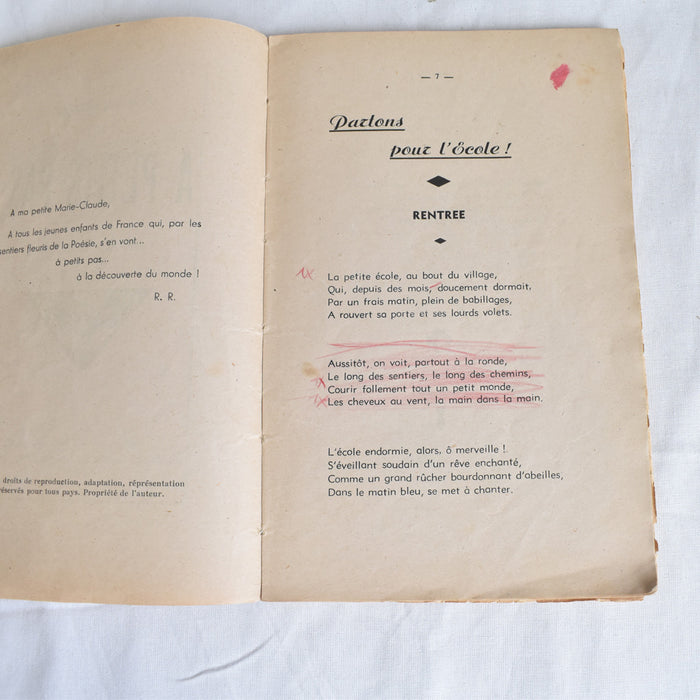 A ma petite Marie-Claude,
A tous les jeunes enfants de France qui, par les
sentiers fleuris de la Poésie, s'en vont...
à petits pas...
à la découverte du monde !
R. R.
droits de reproduction, adaptation, réprésentation
réservés pour tous pays. Propriété de l'auteur.
— 7 —
Partons
pour l'École !
RENTREE
La petite école, au bout du village,
Qui, depuis des mois, doucement dormait,
Par un frais matin, plein de babillages,
A rouvert sa porte et ses lourds volets.
Aussitôt, on voit, partout à la ronde,
Le long des sentiers, le long des chemins,
Courir follement tout un petit monde,
Les cheveux au vent, la main dans la main.
L'école endormie, alors, ô merveille !
S'éveillant soudain d'un rêve enchanté,
Comme un grand rûcher bourdonnant d'abeilles,
Dans le matin bleu, se met à chanter.